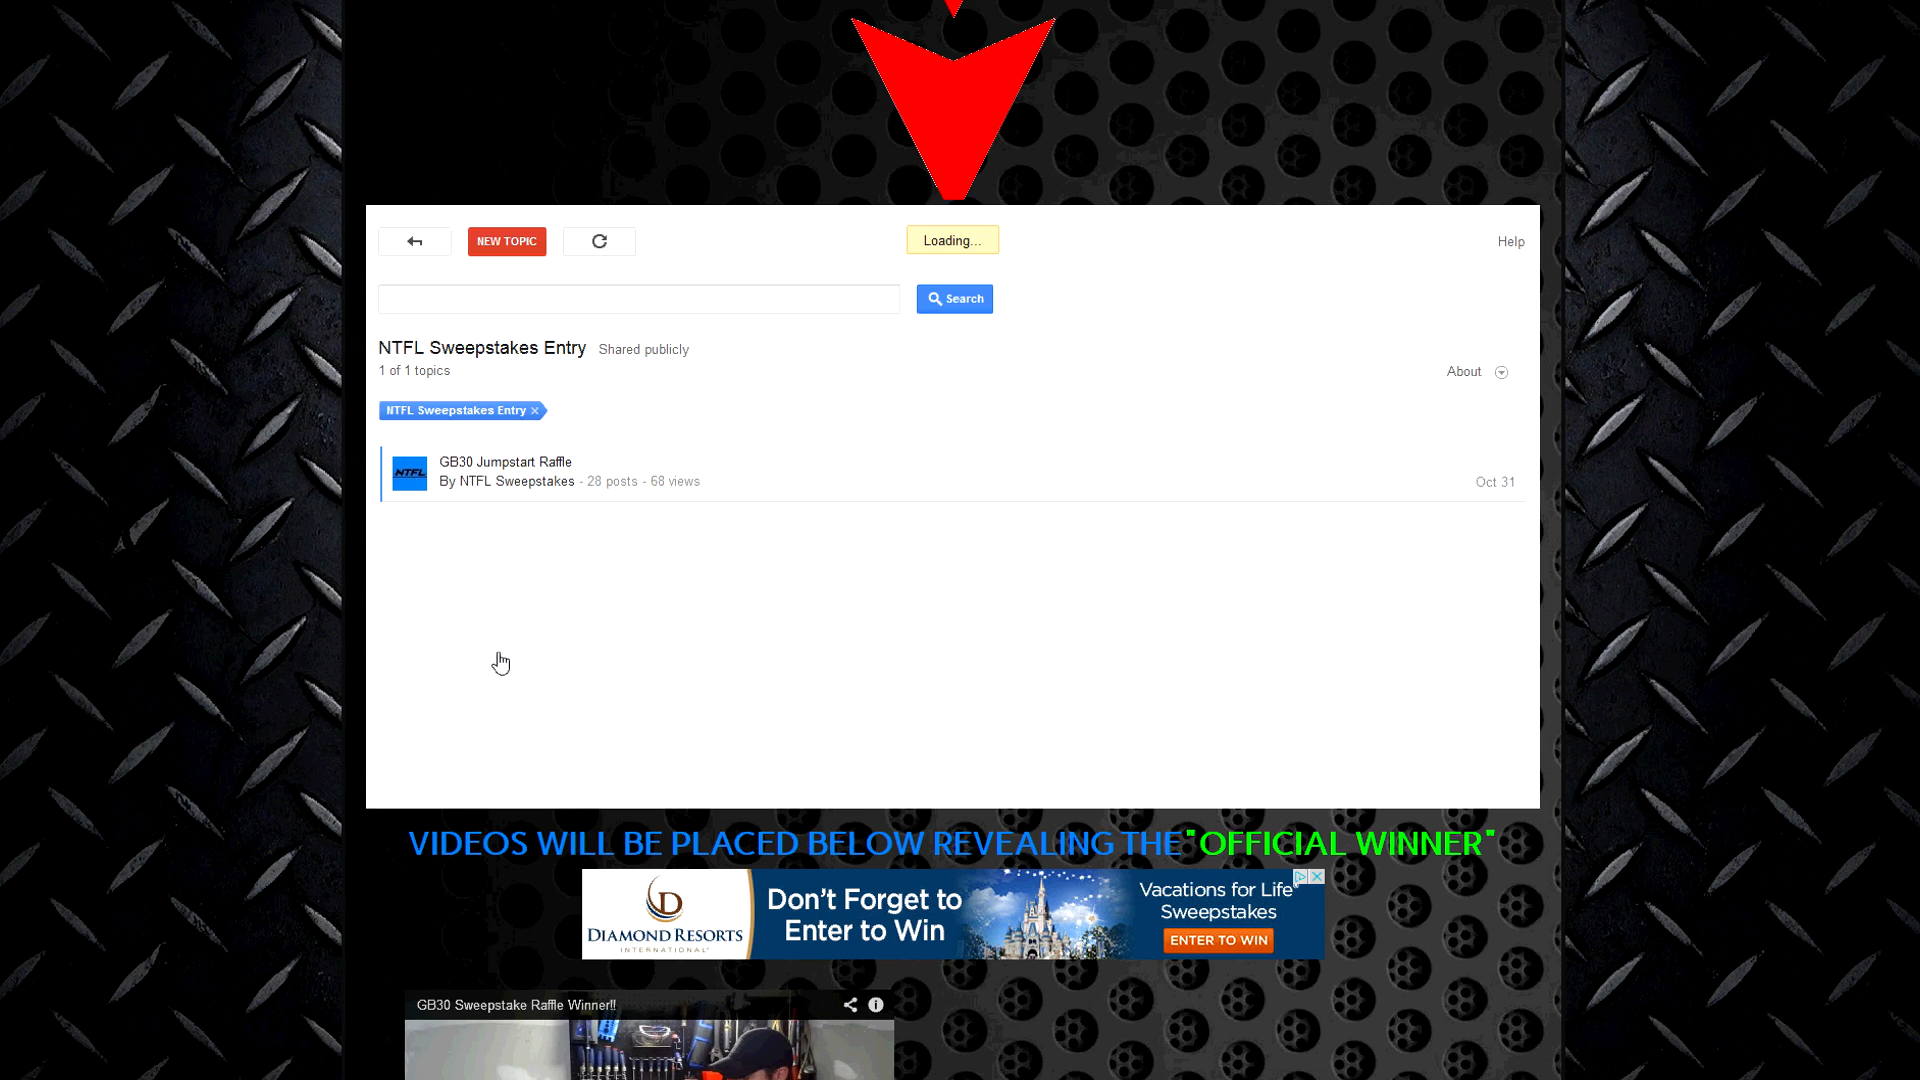 NEW TOPIC
Loading...
Help
Search
NTFL Sweepstakes Entry Shared publicly
1 of 1 topics
About
NTFL Sweepstakes Entry ×
NTFL
GB30 Jumpstart Raffle
By NTFL Sweepstakes - 28 posts - 68 views
Oct 31
VIDEOS WILL BE PLACED BELOW REVEALING THE "OFFICIAL WINNER"
D
DIAMOND RESORTS
INTERNATIONAL
Don't Forget to
Enter to Win
Vacations for Life®
Sweepstakes
ENTER TO WIN
GB30 Sweepstake Raffle Winner!!